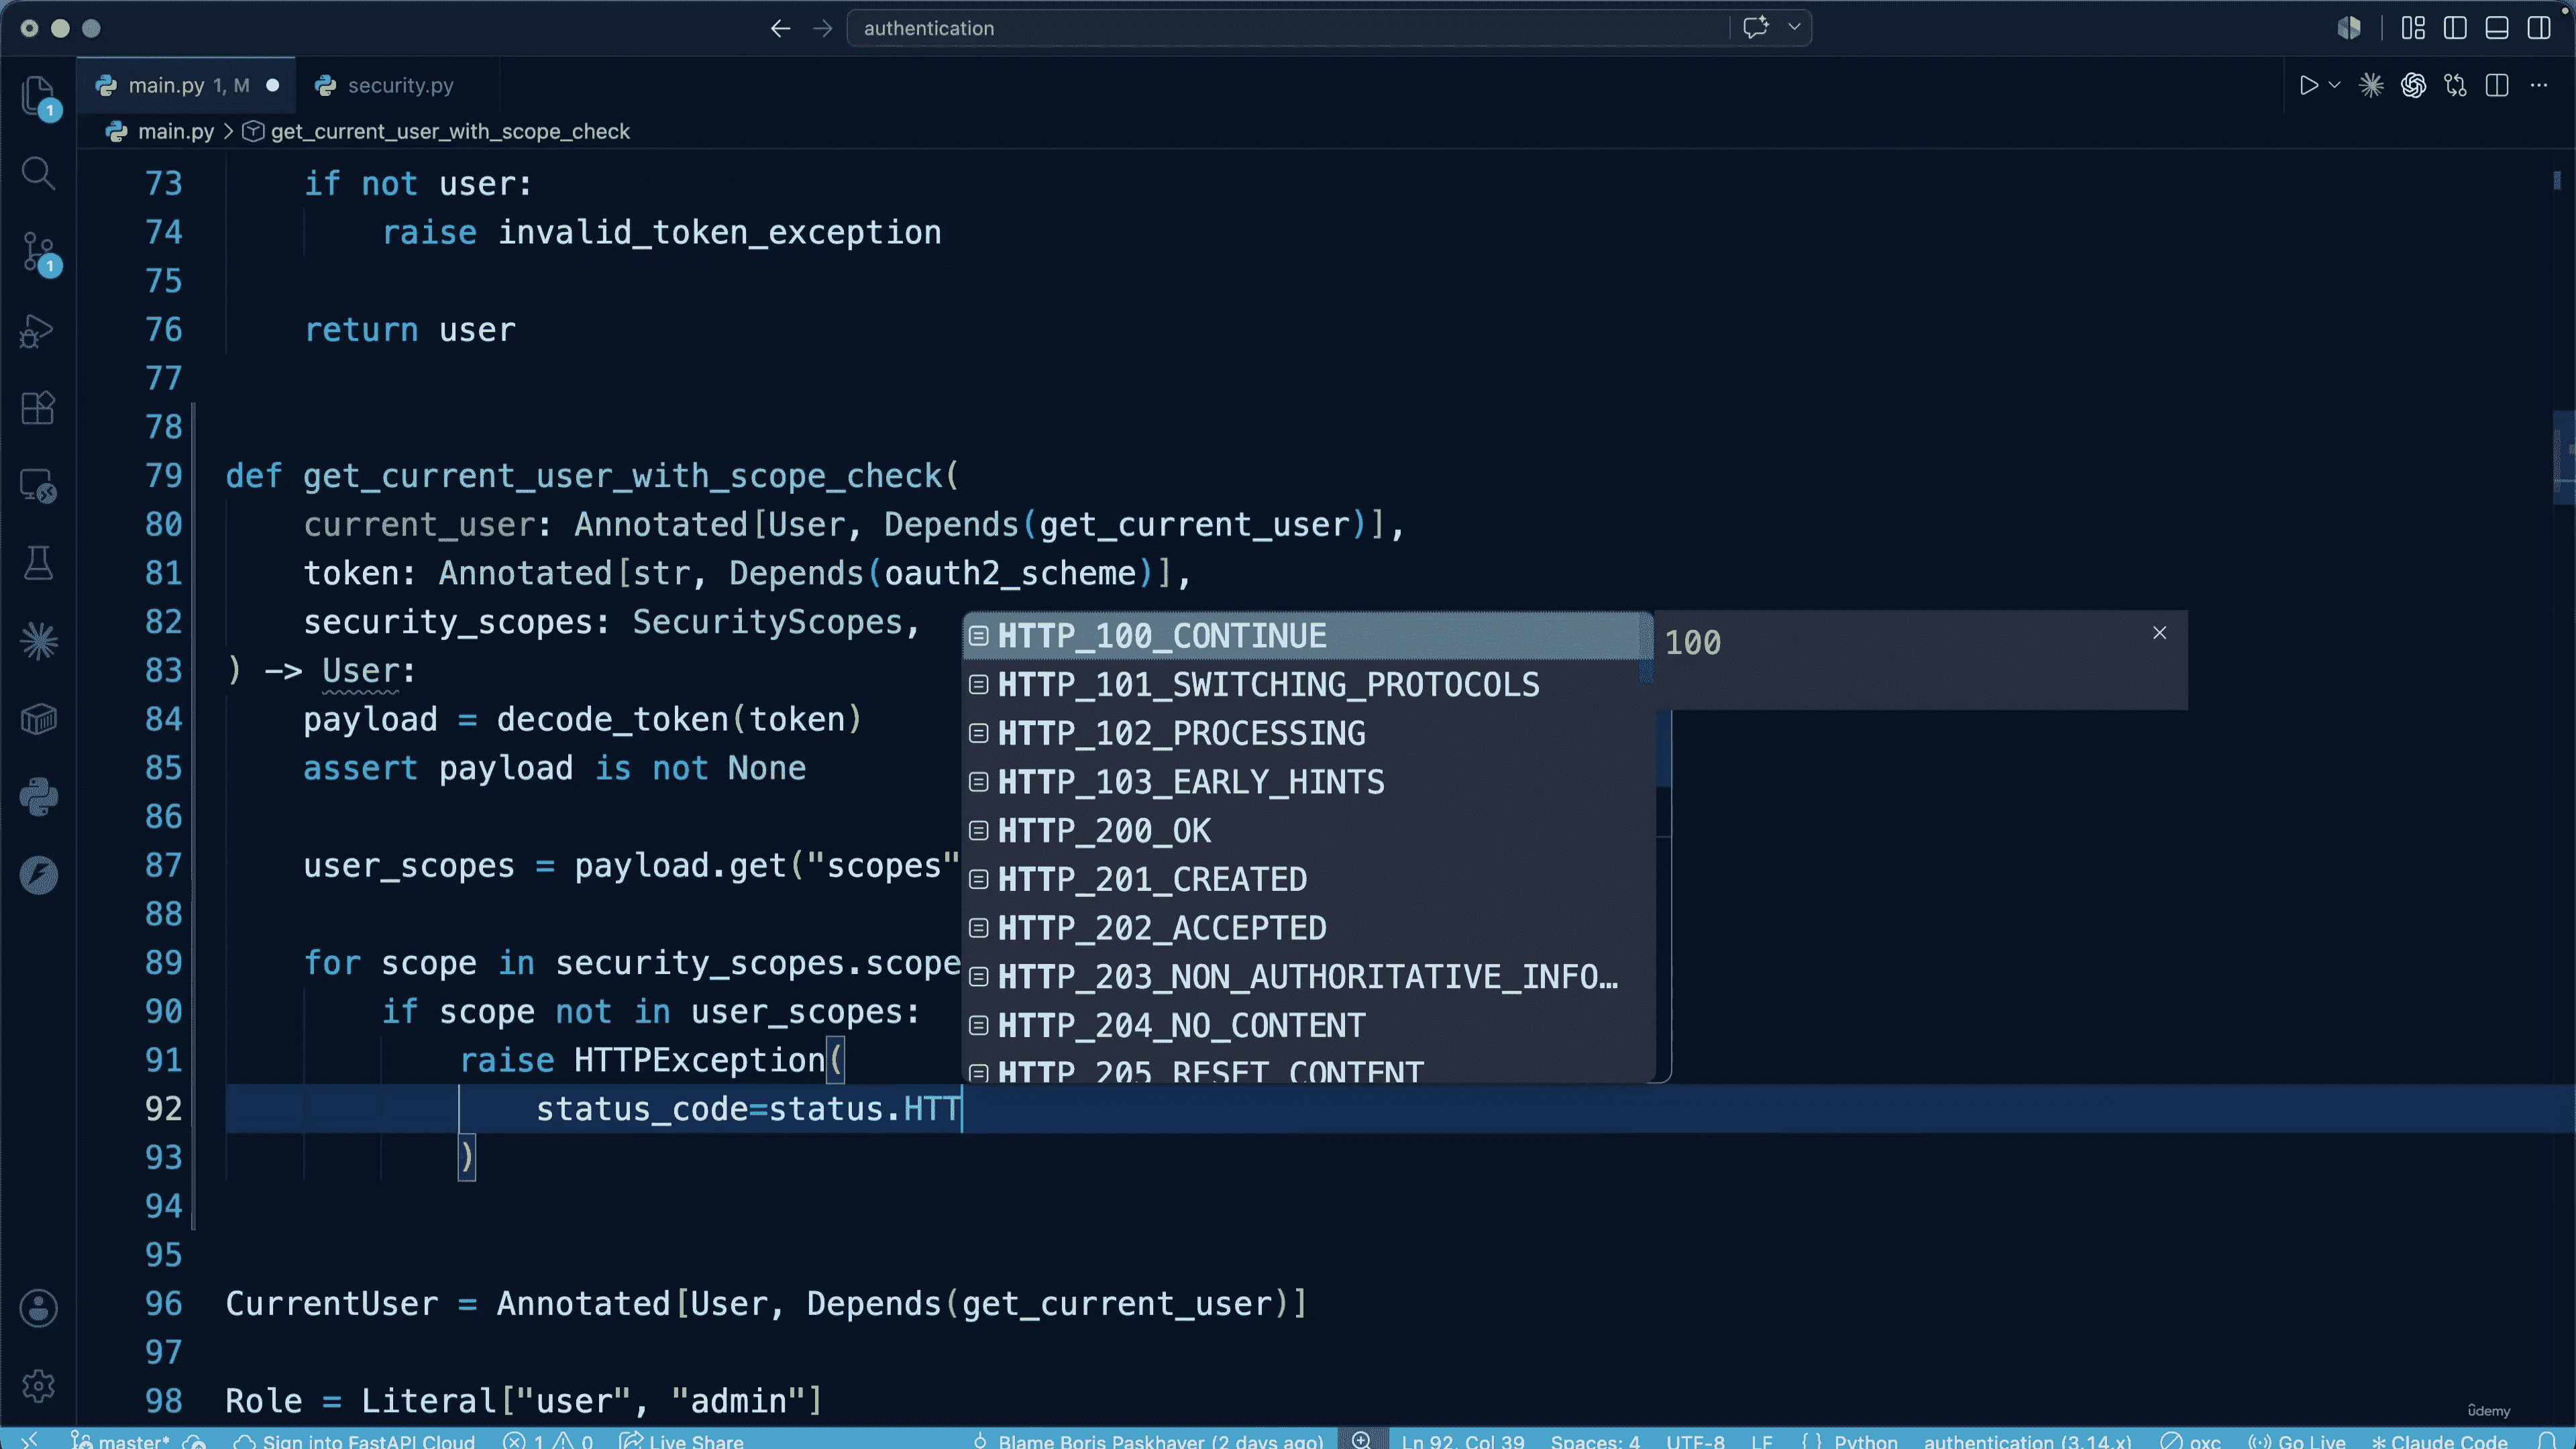 authentication
main.py 1, M
security.py
main.py > get_current_user_with_scope_check
1
1
73 if not user:
74 raise invalid_token_exception
75
76 return user
77
78
79 def get_current_user_with_scope_check(
80 current_user: Annotated[User, Depends(get_current_user)],
81 token: Annotated[str, Depends(oauth2_scheme)],
82 security_scopes: SecurityScopes,
83 ) -> User:
84 payload = decode_token(token)
85 assert payload is not None
86
87 user_scopes = payload.get("scopes"
88
89 for scope in security_scopes.scope
90 if scope not in user_scopes:
91 raise HTTPException(
92 status_code=status.HTT
93 )
94
95
96 CurrentUser = Annotated[User, Depends(get_current_user)]
97
98 Role = Literal["user", "admin"]
HTTP_100_CONTINUE
100
HTTP_101_SWITCHING_PROTOCOLS
HTTP_102_PROCESSING
HTTP_103_EARLY_HINTS
HTTP_200_OK
HTTP_201_CREATED
HTTP_202_ACCEPTED
HTTP_203_NON_AUTHORITATIVE_INFO…
HTTP_204_NO_CONTENT
HTTP_205_RESET_CONTENT
ûdemy
master* Sign into FastAPI Cloud 1 0 Live Share Blame Boris Paskhaver (2 days ago) Ln 92, Col 39 Spaces: 4 UTF-8 LF {} Python authentication (3.14.x) oxc Go Live Claude Code